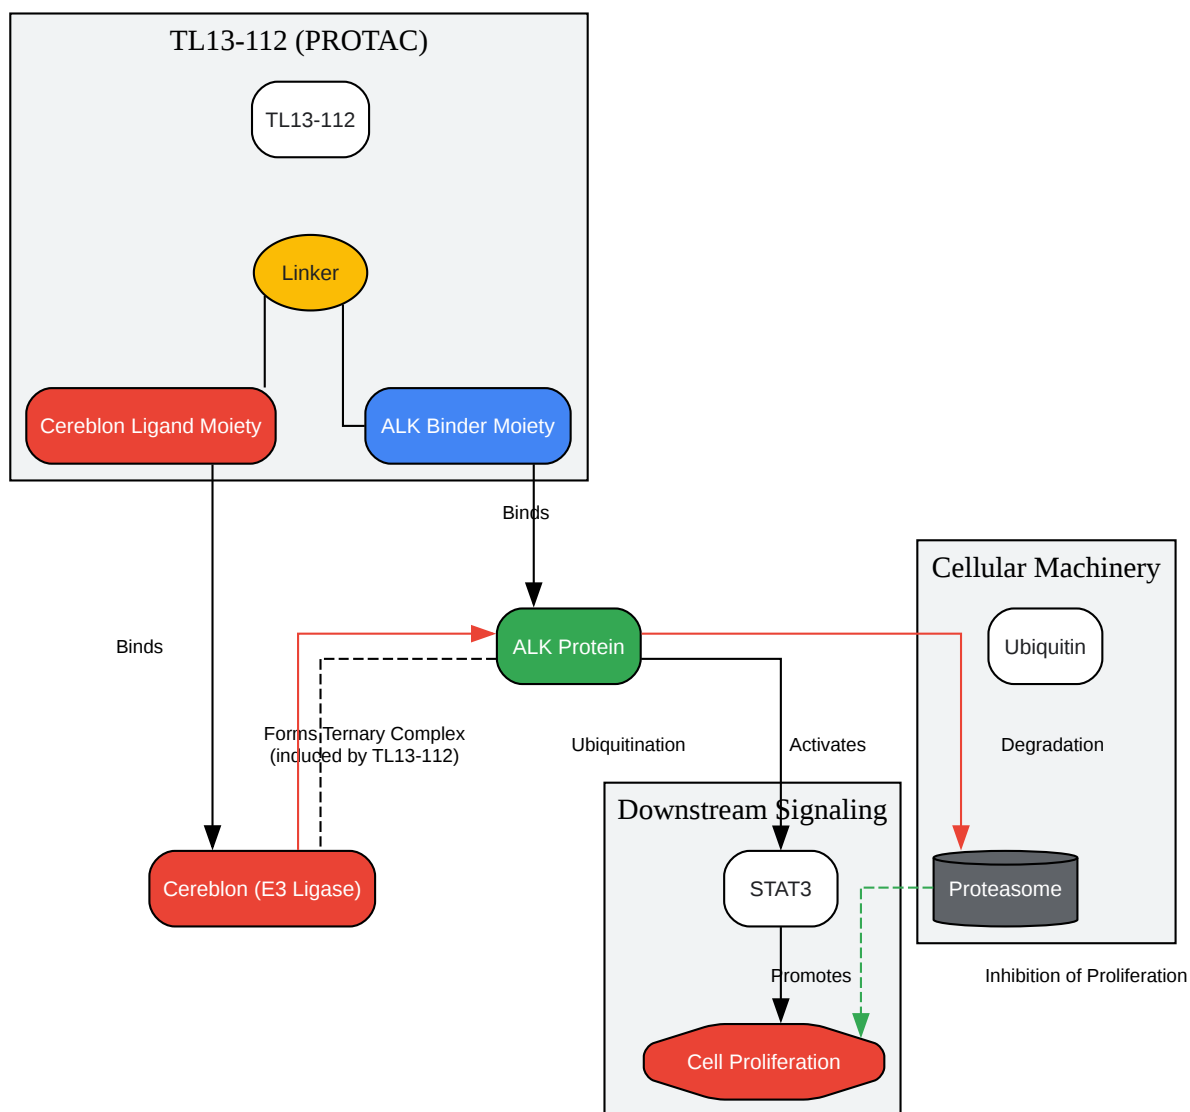 TL13-112 (PROTAC)
TL13-112
Linker
Cereblon Ligand Moiety
ALK Binder Moiety
Binds
Cellular Machinery
ALK Protein
Ubiquitin
Binds
Forms Ternary Complex
(induced by TL13-112)
Ubiquitination
Activates
Degradation
Downstream Signaling
Cereblon (E3 Ligase)
STAT3
Proteasome
Promotes
Inhibition of Proliferation
Cell Proliferation